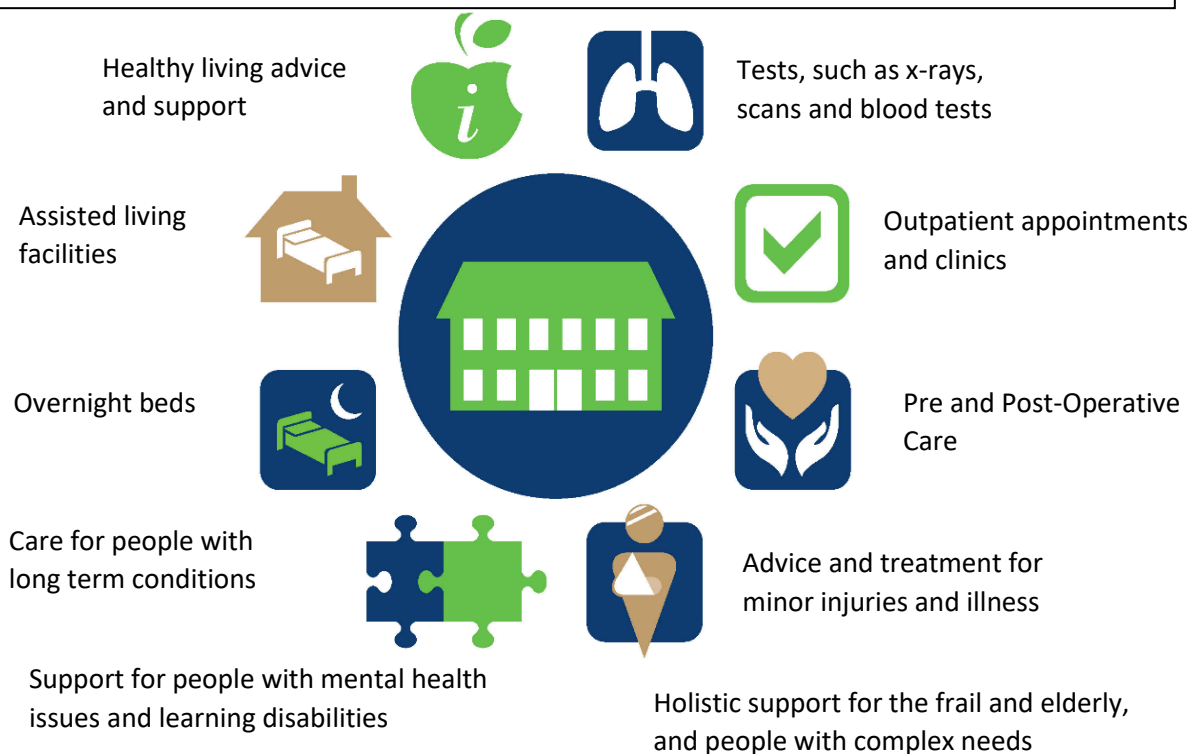 Healthy living advice
and support
i
Tests, such as x-rays,
scans and blood tests
Assisted living
facilities
Outpatient appointments
and clinics
Overnight beds
Pre and Post-Operative
Care
Care for people with
long term conditions
Advice and treatment for
minor injuries and illness
Support for people with mental health
issues and learning disabilities
Holistic support for the frail and elderly,
and people with complex needs